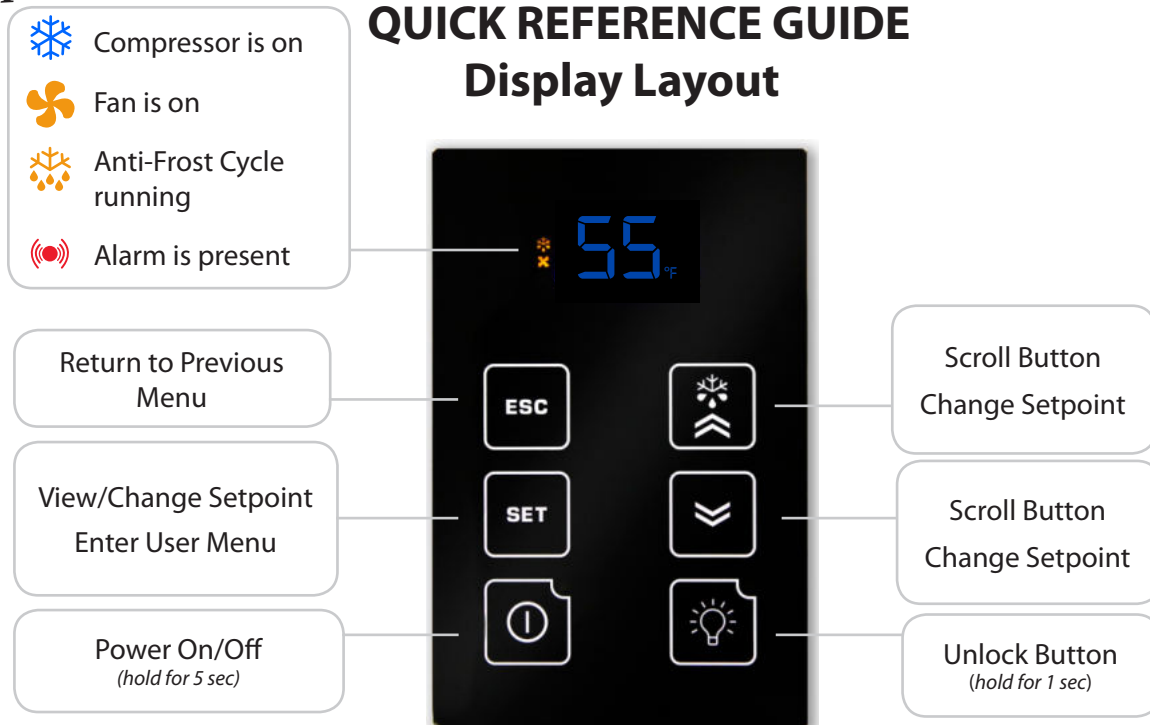 QUICK REFERENCE GUIDE
Display Layout
Compressor is on
Fan is on
Anti-Frost Cycle
running
Alarm is present
55 °F
Return to Previous
Menu
ESC
Scroll Button
Change Setpoint
View/Change Setpoint
Enter User Menu
SET
Scroll Button
Change Setpoint
Power On/Off
(hold for 5 sec)
Unlock Button
(hold for 1 sec)